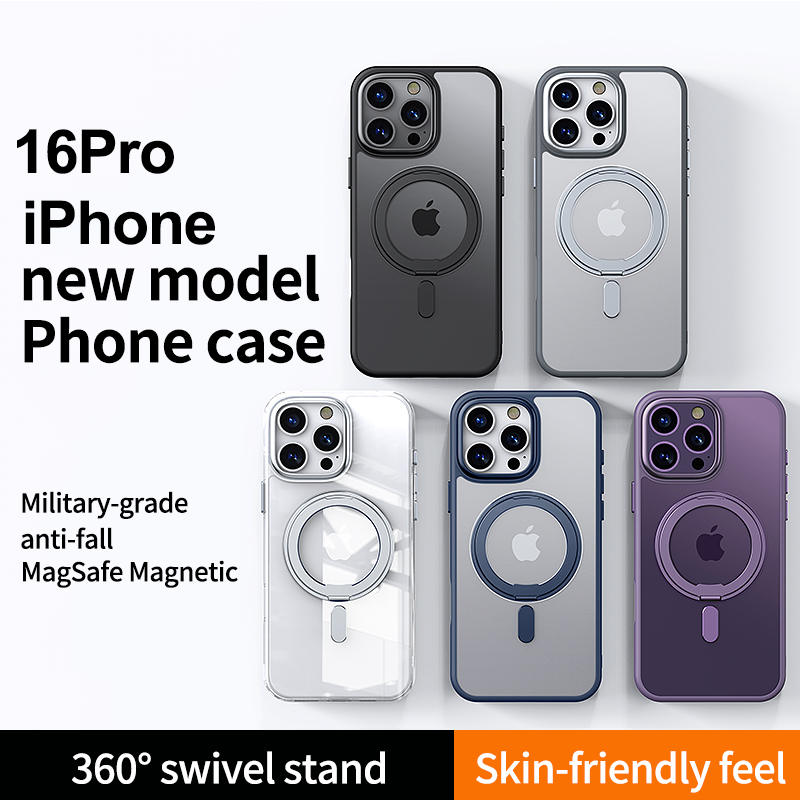 16Pro
iPhone
new model
Phone case
Military-grade
anti-fall
MagSafe Magnetic
360° swivel stand
Skin-friendly feel